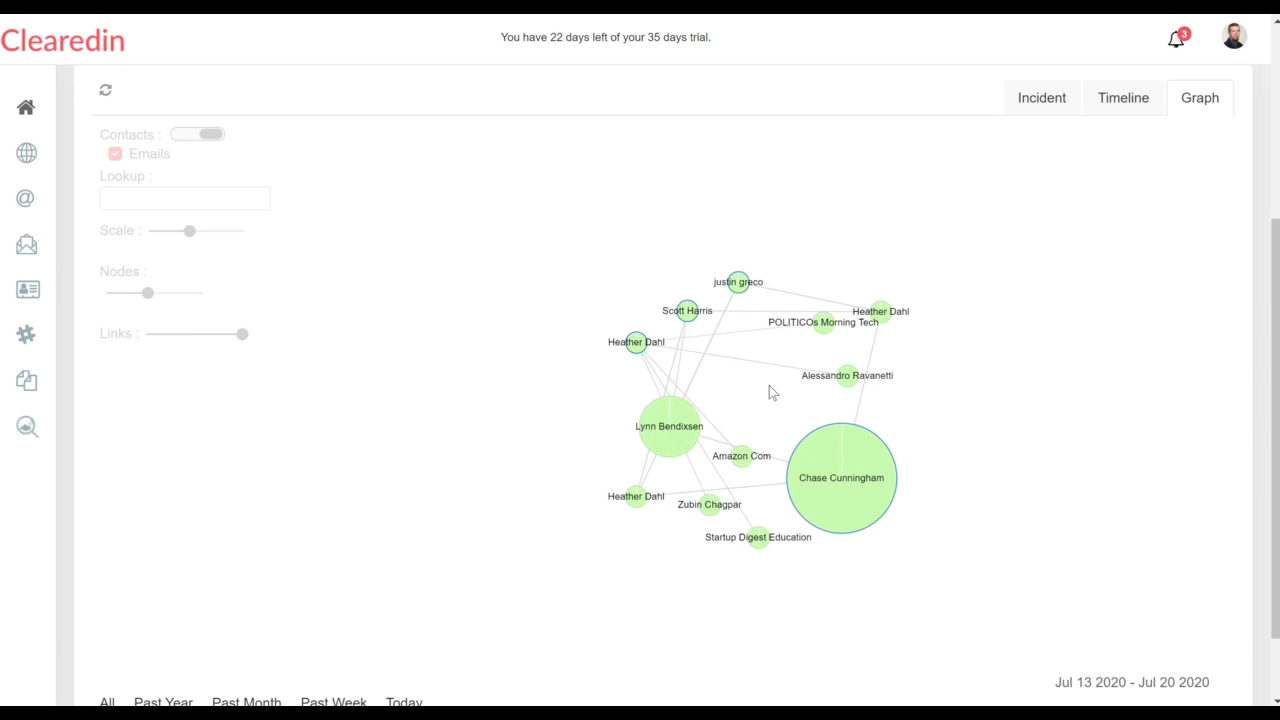 Clearedin
You have 22 days left of your 35 days trial.
3
Incident
Timeline
Graph
Contacts :
Emails
Lookup :
Scale :
Nodes :
Links :
justin greco
Scott Harris
Heather Dahl
POLITICOs Morning Tech
Heather Dahl
Alessandro Ravanetti
Lynn Bendixsen
Amazon Com
Chase Cunningham
Heather Dahl
Zubin Chagpar
Startup Digest Education
Jul 13 2020 - Jul 20 2020
All Past Year Past Month Past Week Today